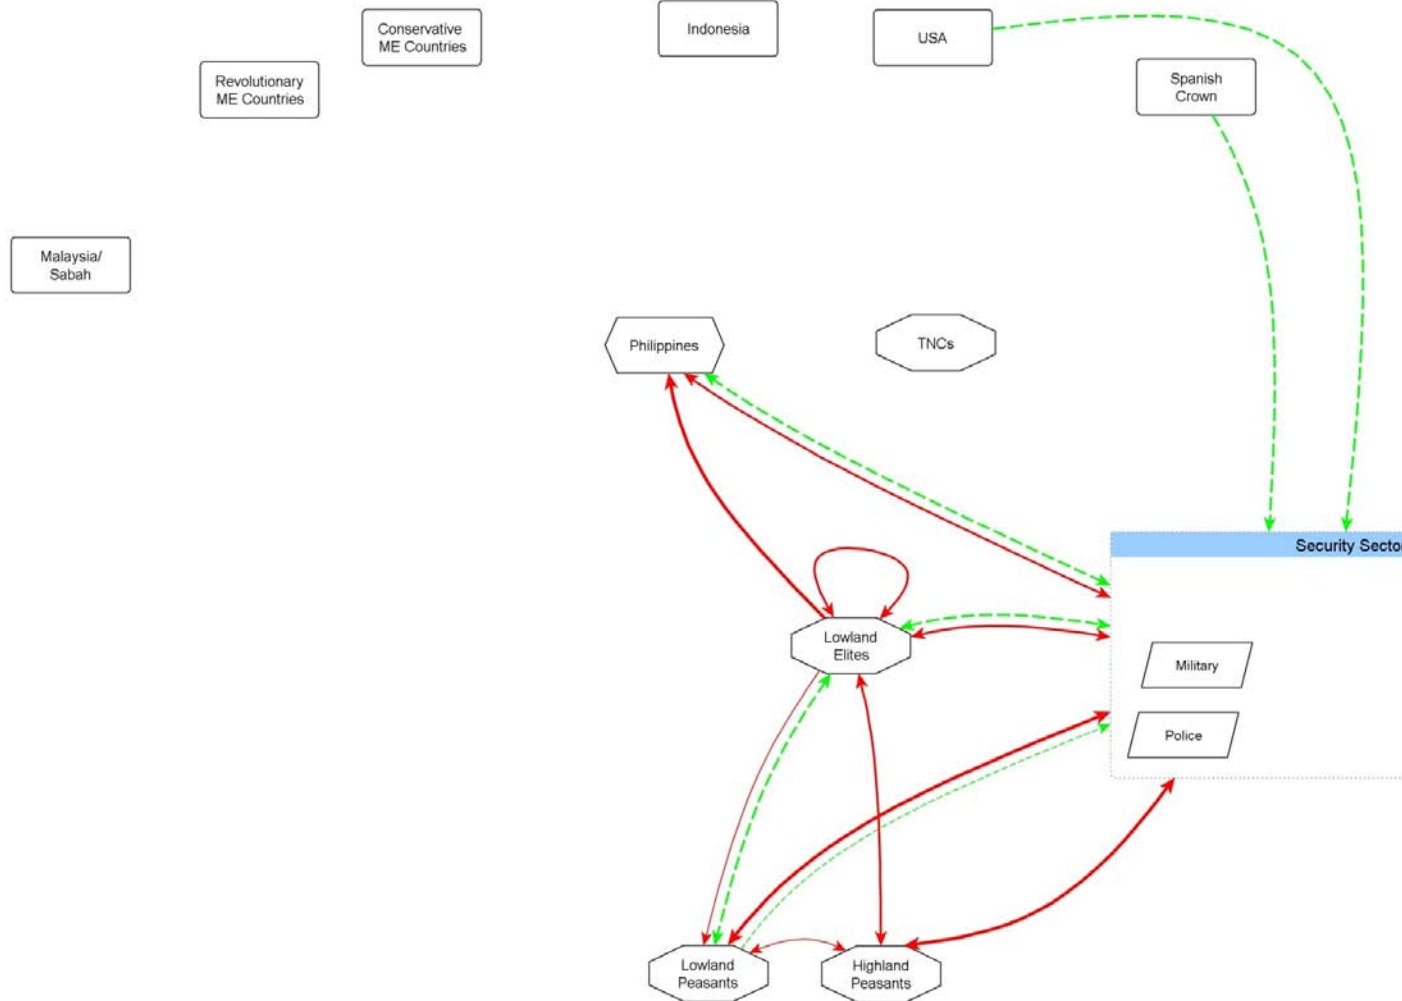 Conservative
ME Countries
Indonesia
USA
Revolutionary
ME Countries
Spanish
Crown
Malaysia/
Sabah
Philippines
TNCs
Security Sector
Lowland
Elites
Military
Police
Lowland
Peasants
Highland
Peasants